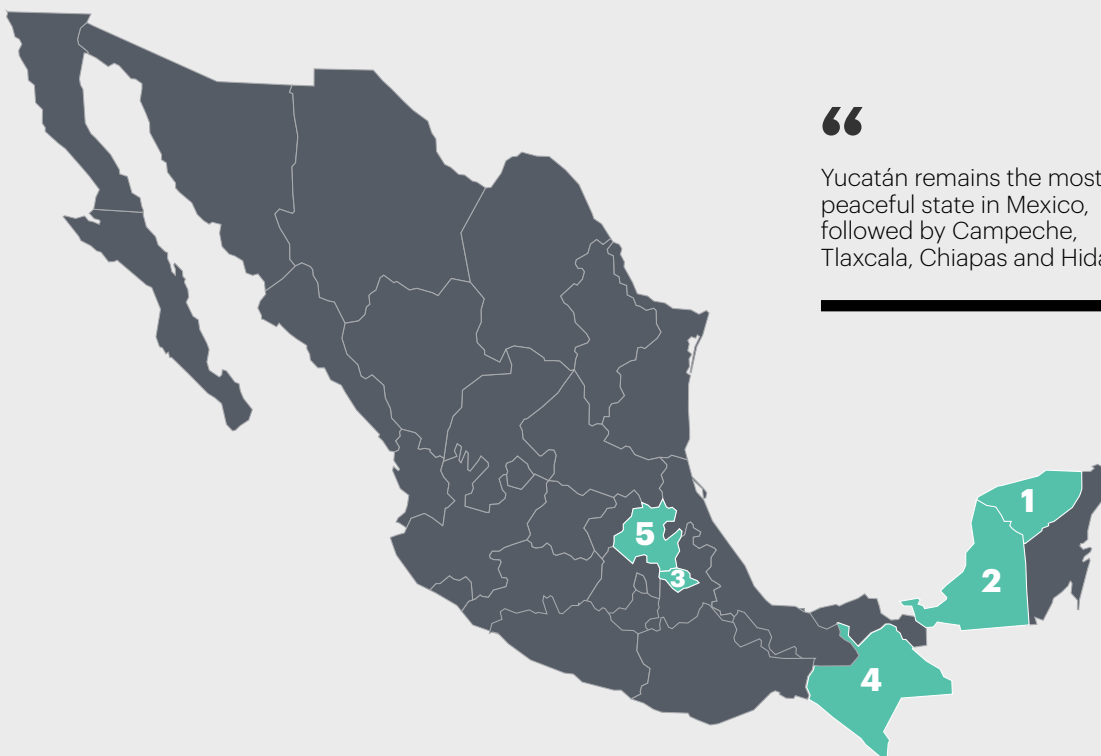 “
Yucatán remains the most
peaceful state in Mexico,
followed by Campeche,
Tlaxcala, Chiapas and
1
2
5
3
4